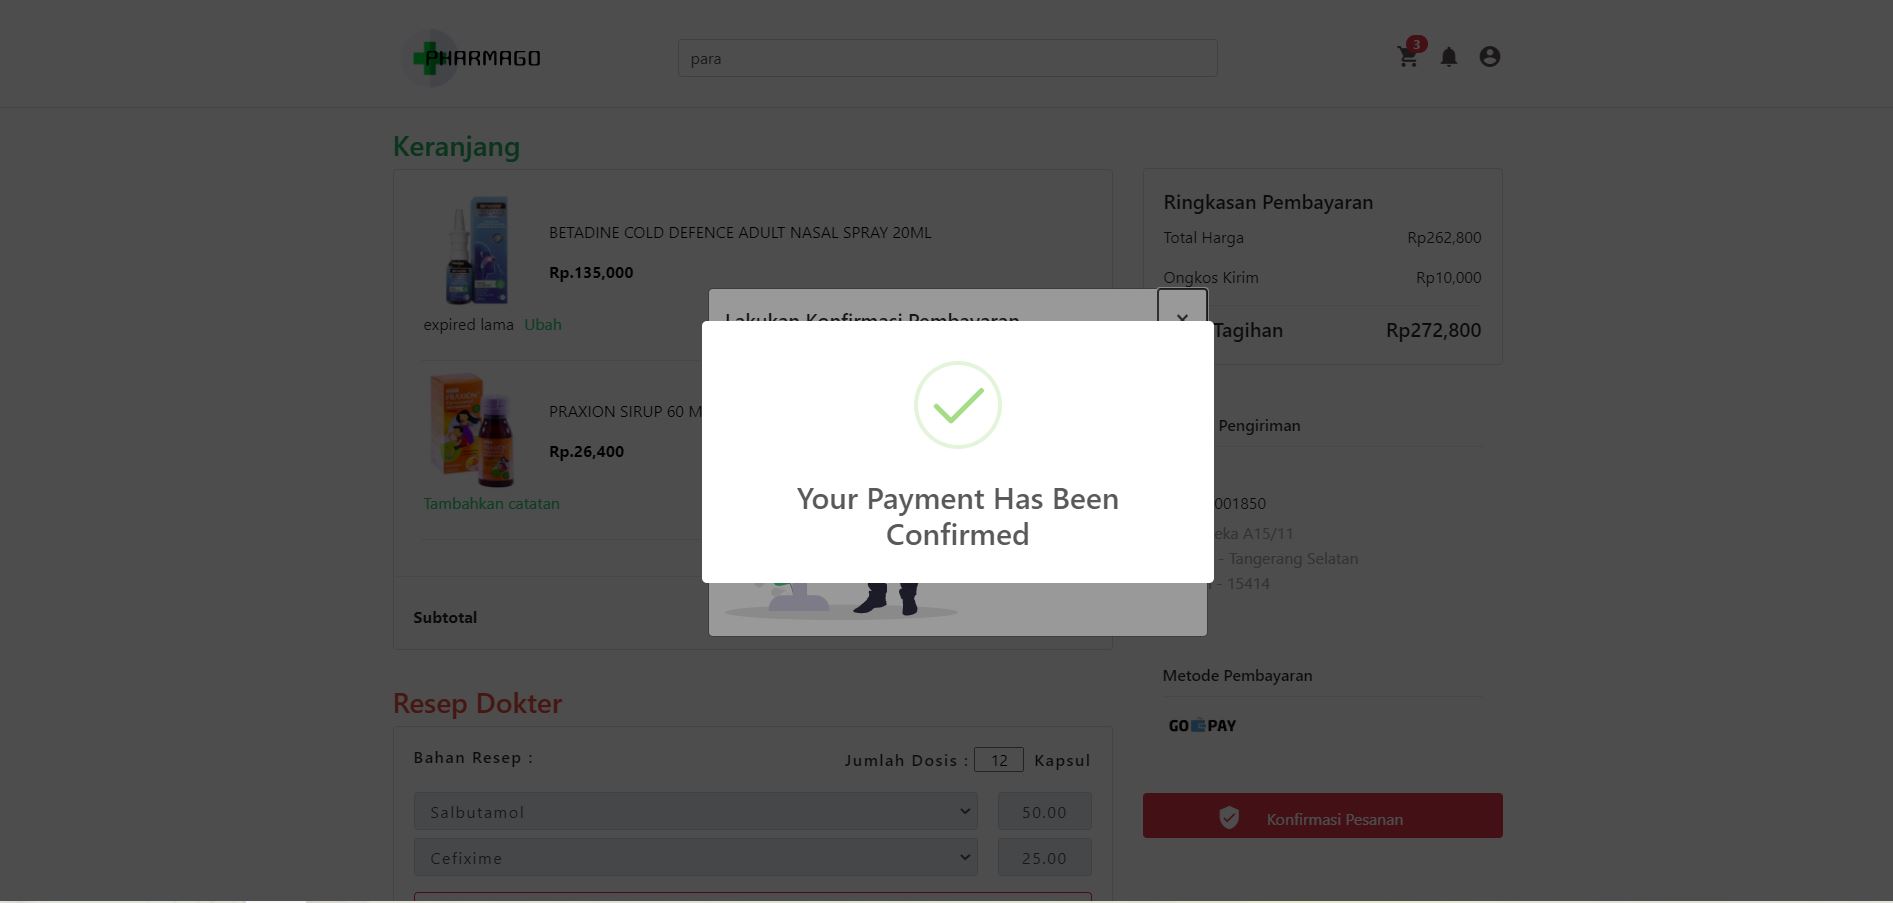 PHARMAGO
para
3
Keranjang
BETADINE COLD DEFENCE ADULT NASAL SPRAY 20ML
Rp.135,000
expired lama Ubah
PRAXION SIRUP 60 M
Rp.26,400
Tambahkan catatan
Subtotal
Ringkasan Pembayaran
Total Harga Rp262,800
Ongkos Kirim Rp10,000
Tagihan Rp272,800
Lakukan Konfirmasi Pembayaran ×
Your Payment Has Been
Confirmed
Pengiriman
001850
eka A15/11
- Tangerang Selatan
- 15414
Metode Pembayaran
GOPAY
Konfirmasi Pesanan
Resep Dokter
Bahan Resep : Jumlah Dosis : 12 Kapsul
Salbutamol 50.00
Cefixime 25.00